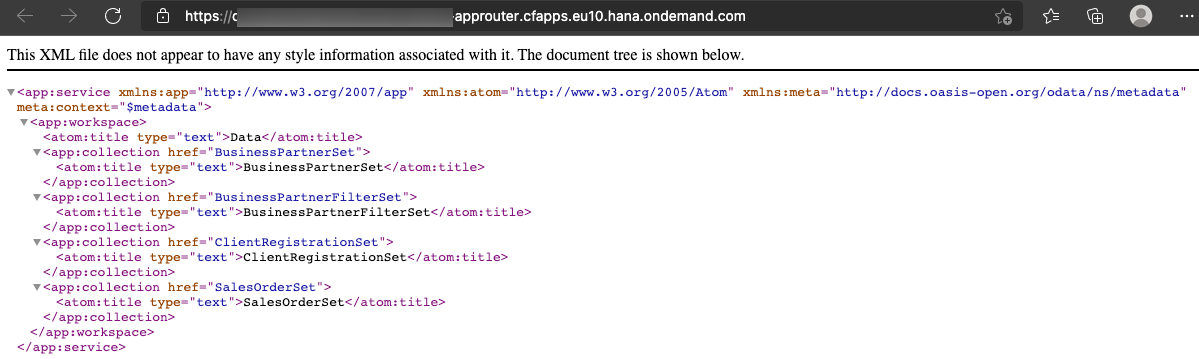 https://c -approuter.cfapps.eu10.hana.ondemand.com
This XML file does not appear to have any style information associated with it. The document tree is shown below.
<app:service xmlns:app="http://www.w3.org/2007/app" xmlns:atom="http://www.w3.org/2005/Atom" xmlns:meta="http://docs.oasis-open.org/odata/ns/metadata"
meta:context="$metadata">
<app:workspace>
<atom:title type="text">Data</atom:title>
<app:collection href="BusinessPartnerSet">
<atom:title type="text">BusinessPartnerSet</atom:title>
</app:collection>
<app:collection href="BusinessPartnerFilterSet">
<atom:title type="text">BusinessPartnerFilterSet</atom:title>
</app:collection>
<app:collection href="ClientRegistrationSet">
<atom:title type="text">ClientRegistrationSet</atom:title>
</app:collection>
<app:collection href="SalesOrderSet">
<atom:title type="text">SalesOrderSet</atom:title>
</app:collection>
</app:workspace>
</app:service>